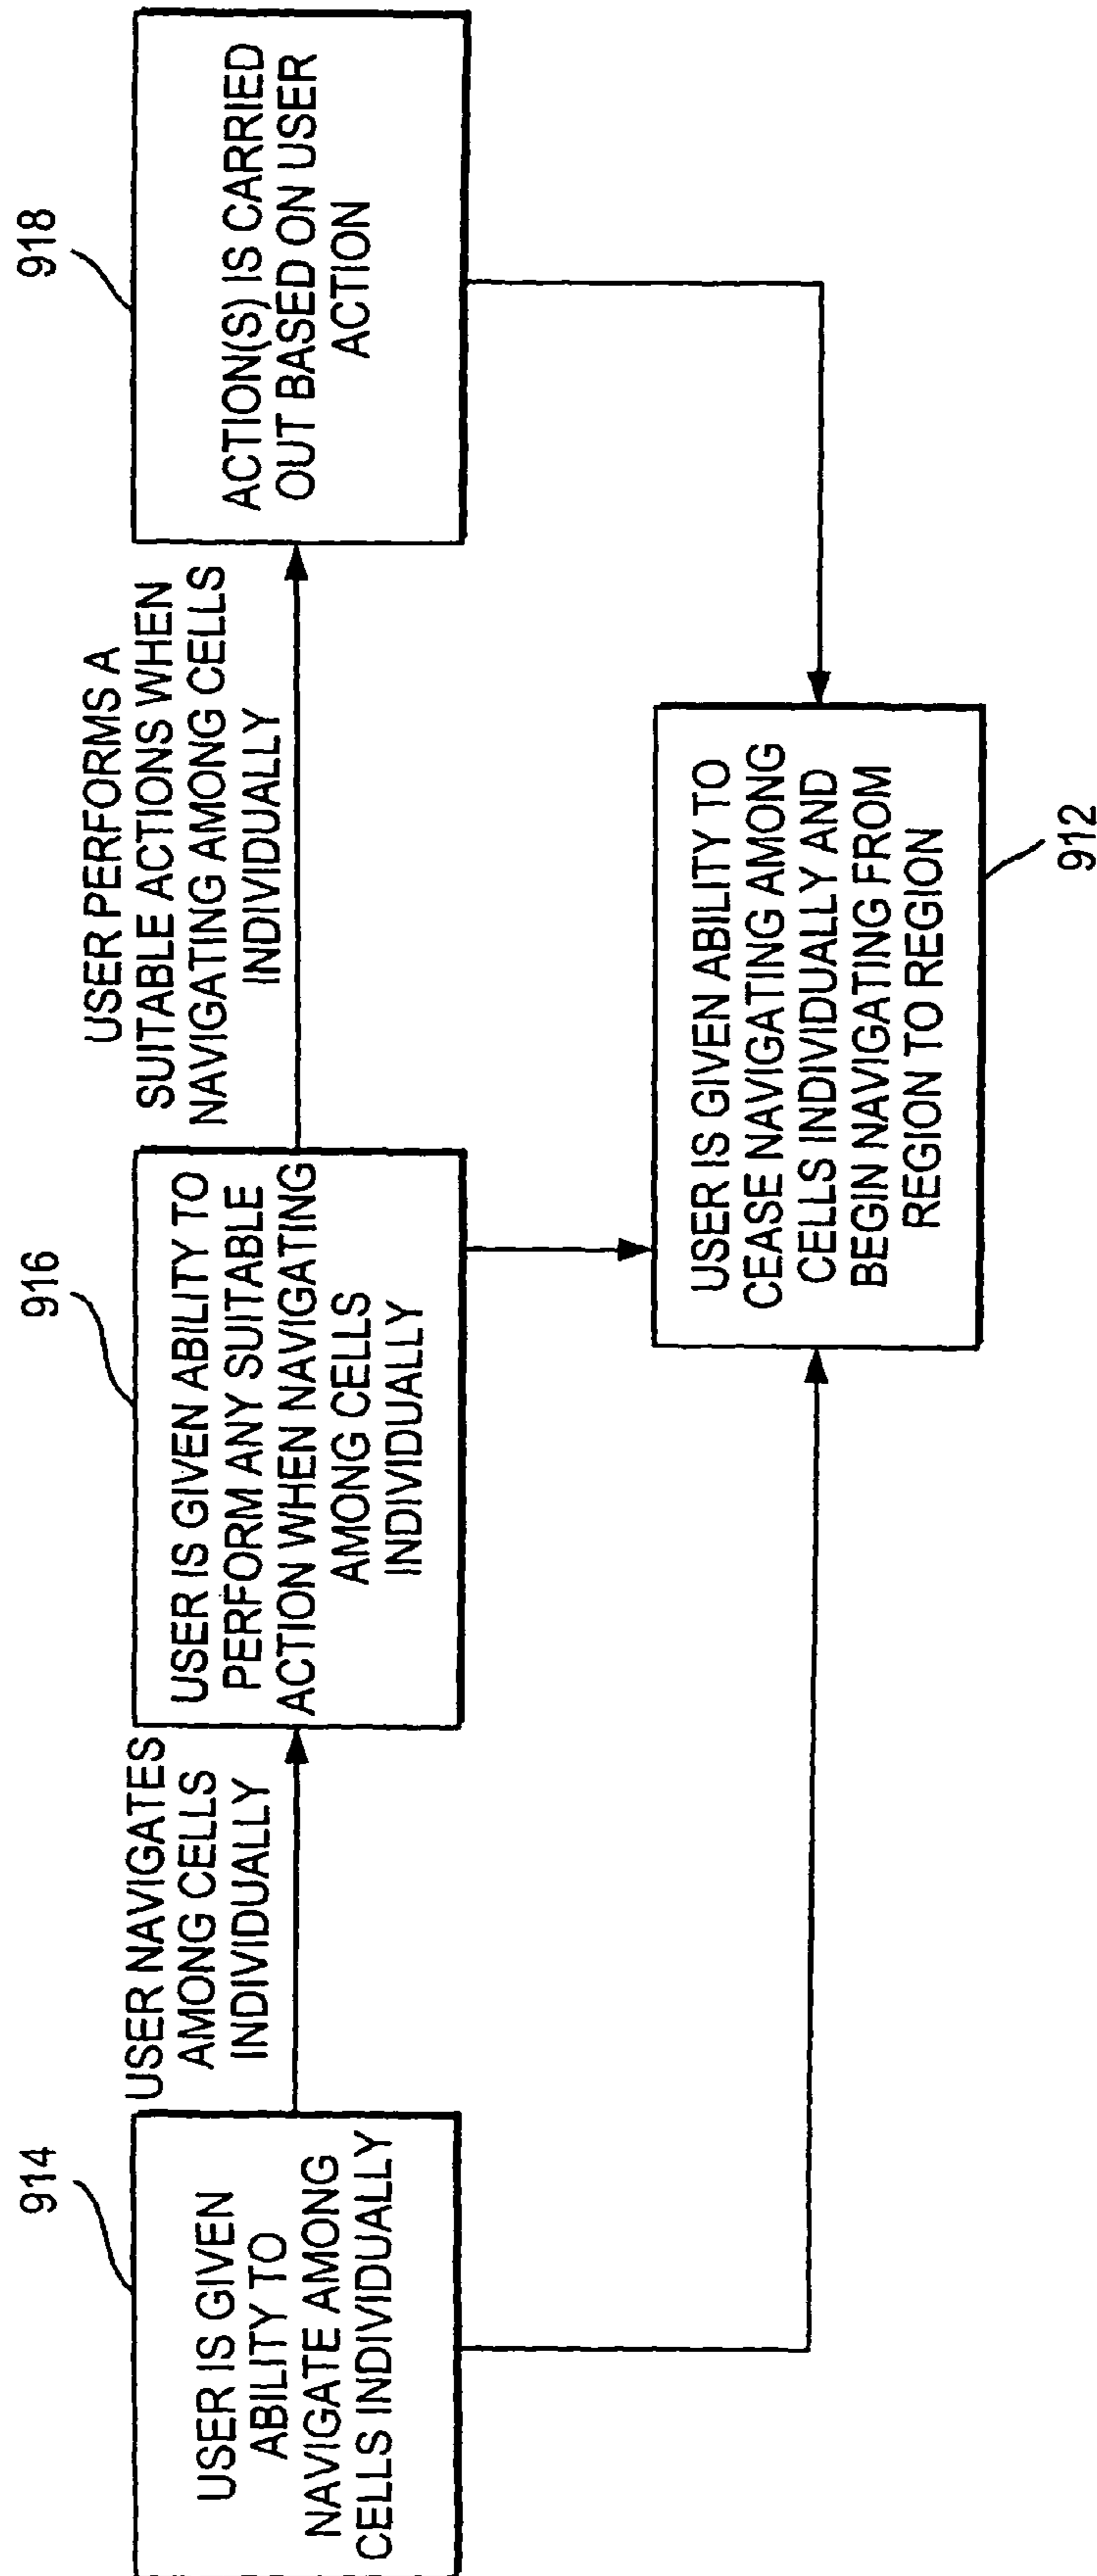 914
USER IS GIVEN
ABILITY TO
NAVIGATE AMONG
CELLS INDIVIDUALLY
USER NAVIGATES
AMONG CELLS
INDIVIDUALLY
916
USER IS GIVEN ABILITY TO
PERFORM ANY SUITABLE
ACTION WHEN NAVIGATING
AMONG CELLS
INDIVIDUALLY
USER PERFORMS A
SUITABLE ACTIONS WHEN
NAVIGATING AMONG CELLS
INDIVIDUALLY
918
ACTION(S) IS CARRIED
OUT BASED ON USER
ACTION
USER IS GIVEN ABILITY TO
CEASE NAVIGATING AMONG
CELLS INDIVIDUALLY AND
BEGIN NAVIGATING FROM
REGION TO REGION
912